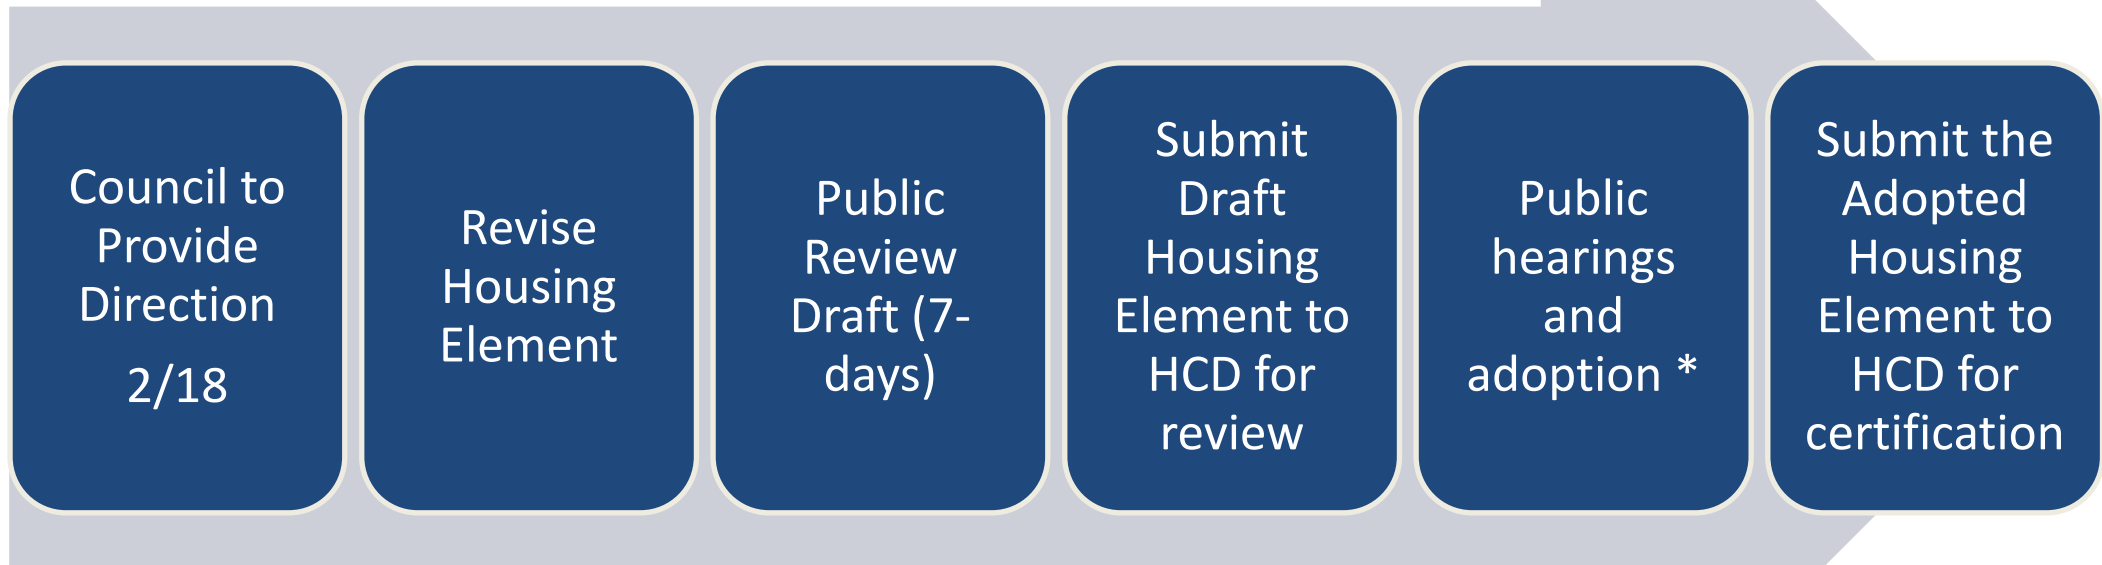 Council to
Provide
Direction
2/18
Revise
Housing
Element
Public
Review
Draft (7-
days)
Submit
Draft
Housing
Element to
HCD for
review
Public
hearings
and
adoption *
Submit the
Adopted
Housing
Element to
HCD for
certification